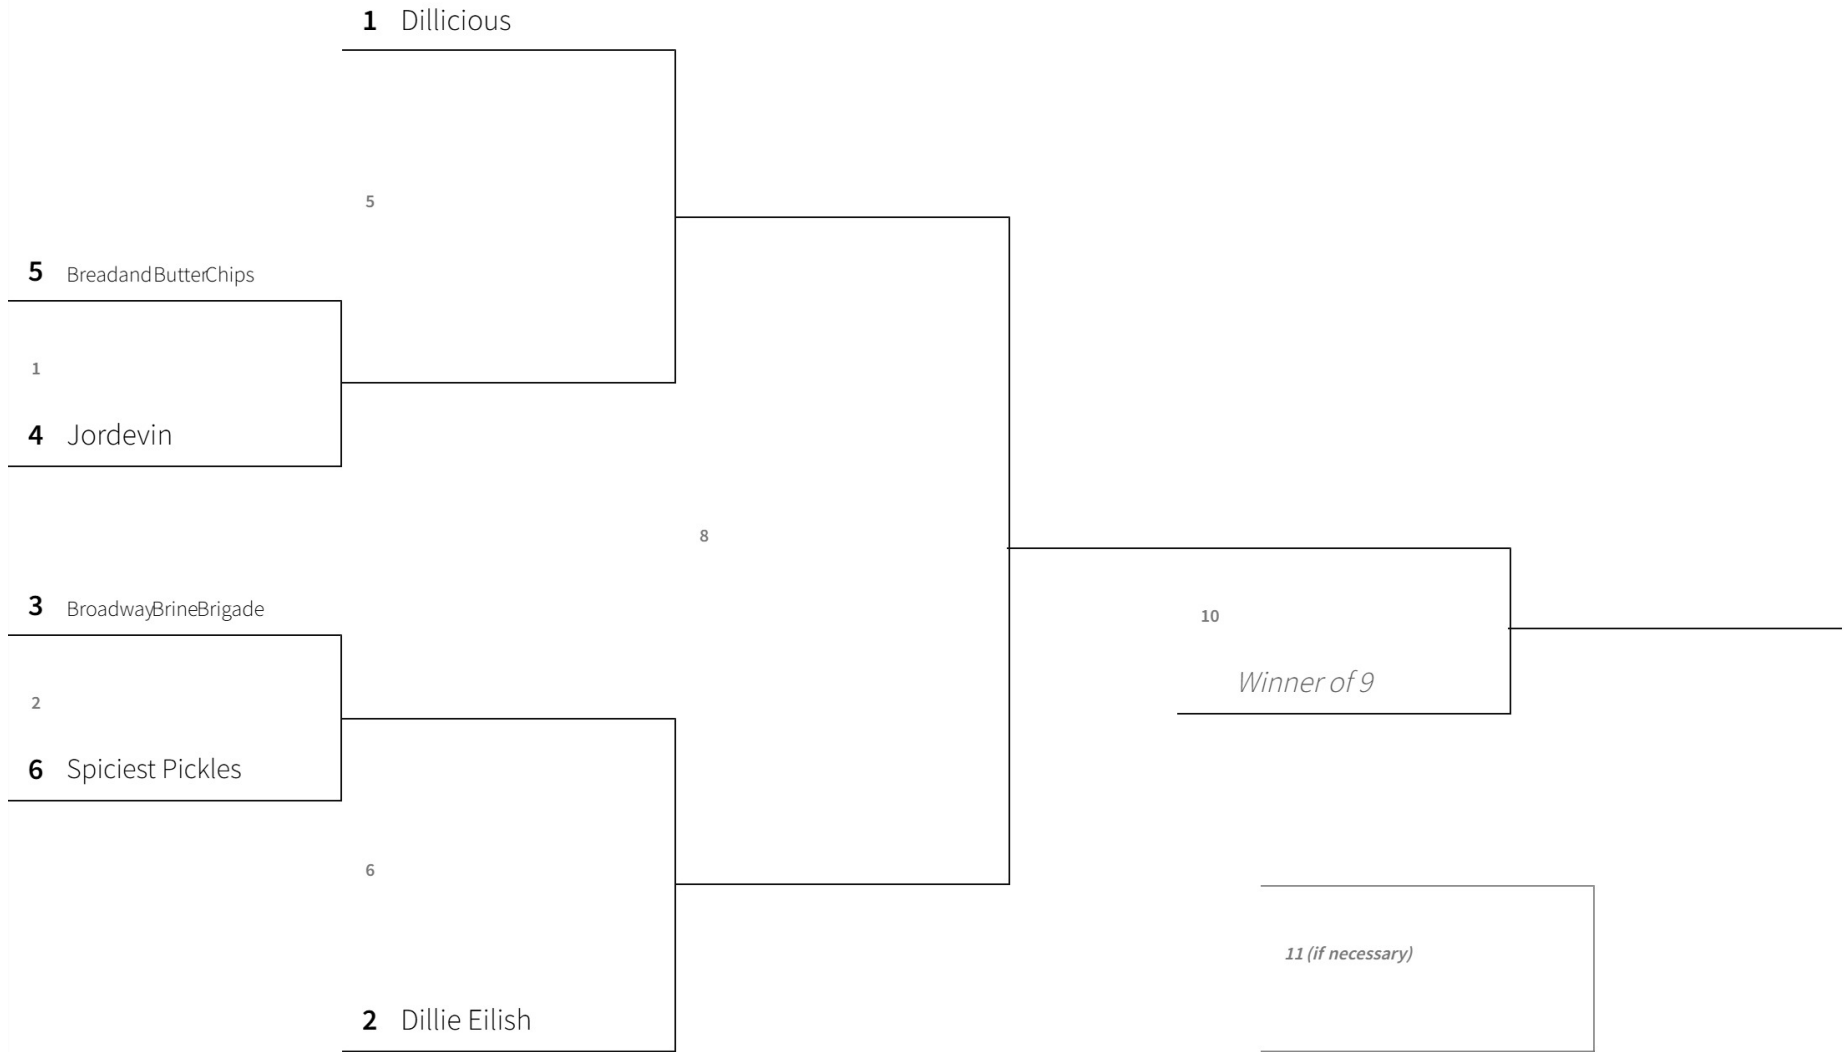 1 Dillicious
5
5 BreadandButterChips
1
4 Jordevin
8
3 BroadwayBrineBrigade
10
Winner of 9
2
6 Spiciest Pickles
6
11 (if necessary)
2 Dillie Eilish